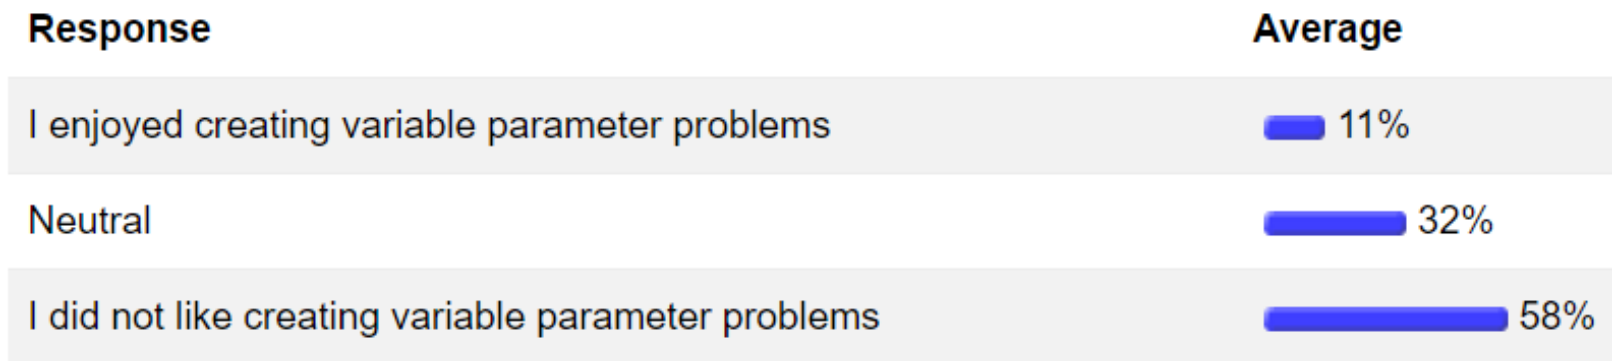 Response Average
I enjoyed creating variable parameter problems 11%
Neutral 32%
I did not like creating variable parameter problems 58%